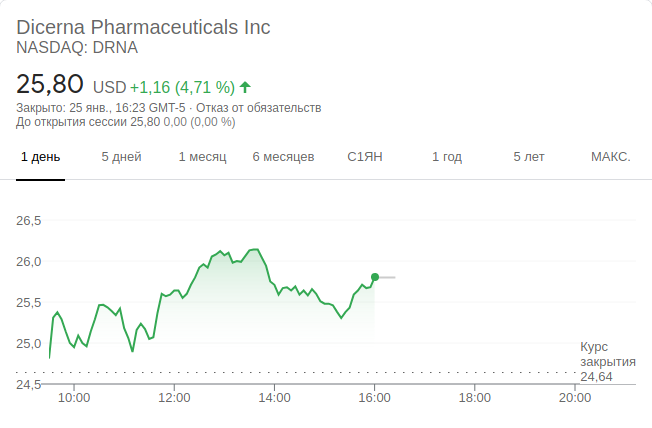 Dicerna Pharmaceuticals Inc
NASDAQ: DRNA
25,80 USD +1,16 (4,71 %)
Закрыто: 25 янв., 16:23 GMT-5 · Отказ от обязательств
До открытия сессии 25,80 0,00 (0,00 %)
1 день 5 дней 1 месяц 6 месяцев С1ЯН 1 год 5 лет МАКС.
26,5
26,0
25,5
25,0
Курс
закрытия
24,64
24,5
10:00 12:00 14:00 16:00 18:00 20:00